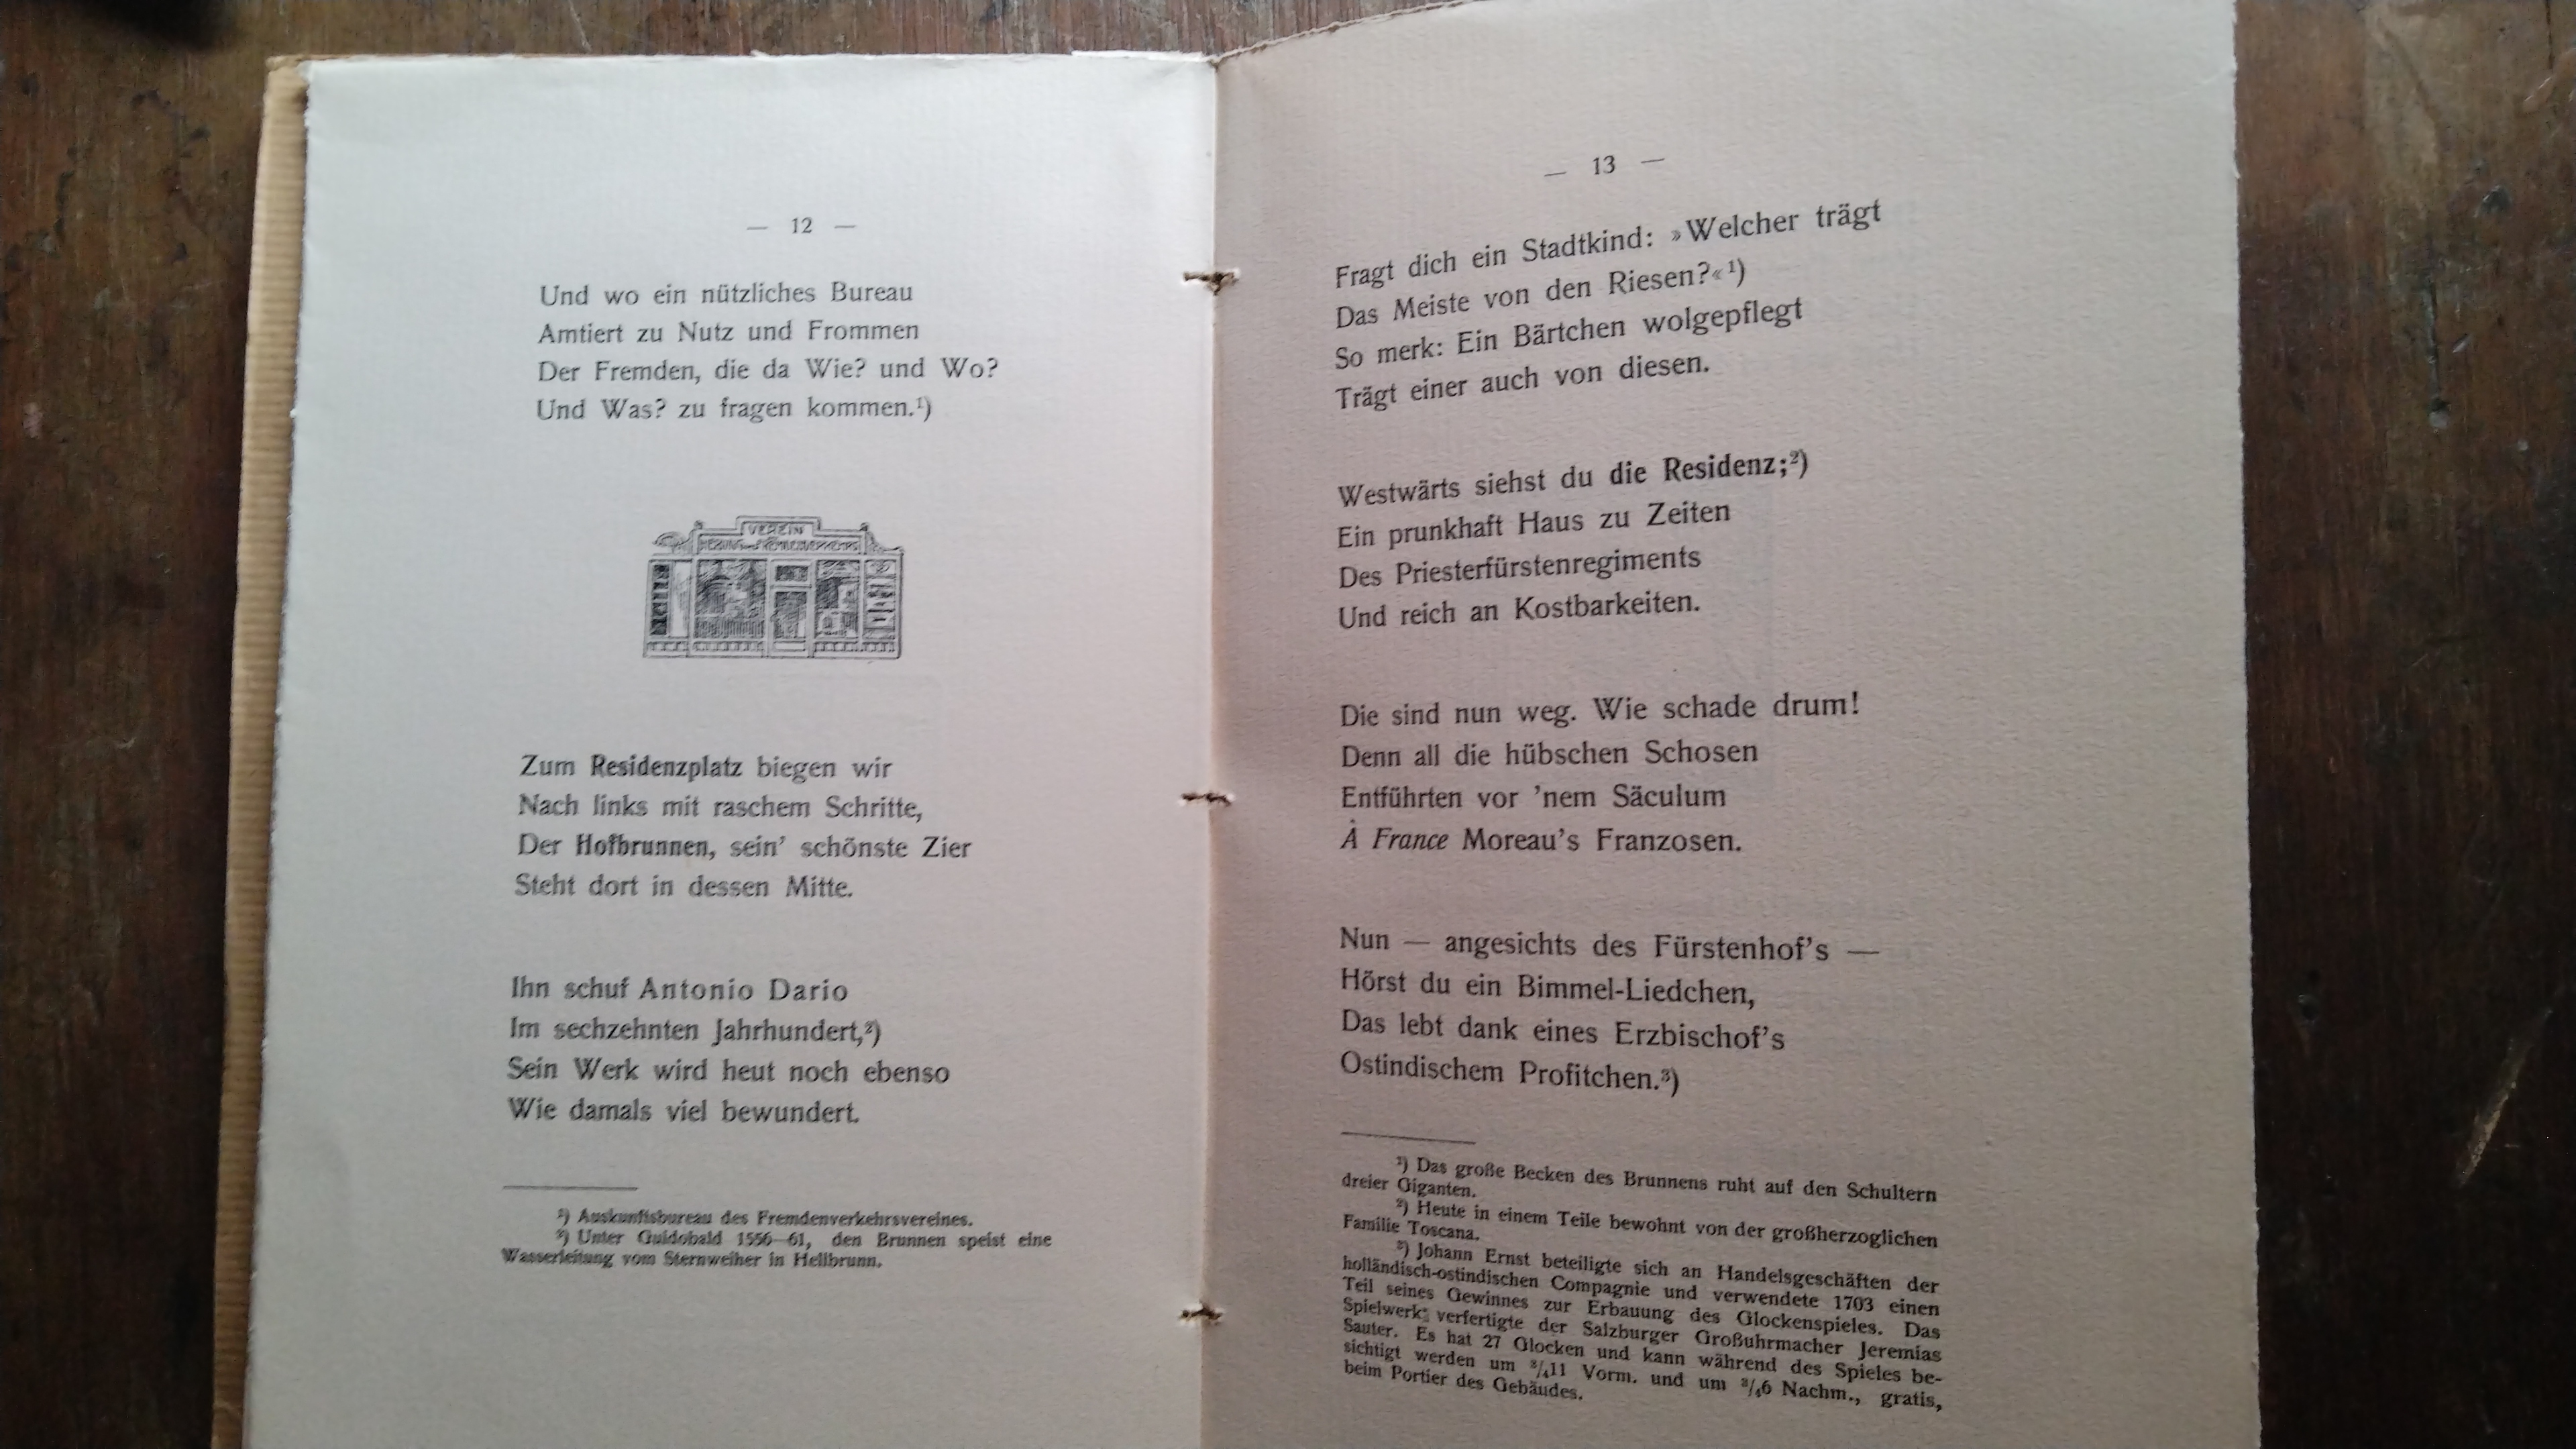 — 12 —
Und wo ein nützliches Bureau
Amtiert zu Nutz und Frommen
Der Fremden, die da Wie? und Wo?
Und Was? zu fragen kommen.¹)
VEREIN
Zum Residenzplatz biegen wir
Nach links mit raschem Schritte,
Der Hofbrunnen, sein' schönste Zier
Steht dort in dessen Mitte.
Ihn schuf Antonio Dario
Im sechzehnten Jahrhundert,²)
Sein Werk wird heut noch ebenso
Wie damals viel bewundert.
¹) Auskunftsbureau des Fremdenverkehrsvereines.
²) Unter Guidobald 1556—61, den Brunnen speist eine
Wasserleitung vom Sternweiher in Hellbrunn.
— 13 —
Fragt dich ein Stadtkind: »Welcher trägt
Das Meiste von den Riesen?«¹)
So merk: Ein Bärtchen wolgepflegt
Trägt einer auch von diesen.
Westwärts siehst du die Residenz;²)
Ein prunkhaft Haus zu Zeiten
Des Priesterfürstenregiments
Und reich an Kostbarkeiten.
Die sind nun weg. Wie schade drum!
Denn all die hübschen Schosen
Entführten vor 'nem Säculum
À France Moreau's Franzosen.
Nun — angesichts des Fürstenhof's —
Hörst du ein Bimmel-Liedchen,
Das lebt dank eines Erzbischof's
Ostindischem Profitchen.³)
¹) Das große Becken des Brunnens ruht auf den Schultern
dreier Giganten.
²) Heute in einem Teile bewohnt von der großherzoglichen
Familie Toscana.
³) Johann Ernst beteiligte sich an Handelsgeschäften der
holländisch-ostindischen Compagnie und verwendete 1703 einen
Teil seines Gewinnes zur Erbauung des Glockenspieles. Das
Spielwerk verfertigte der Salzburger Großuhrmacher Jeremias
Sauter. Es hat 27 Glocken und kann während des Spieles be-
sichtigt werden um ³/₄11 Vorm. und um ³/₄6 Nachm., gratis,
beim Portier des Gebäudes.